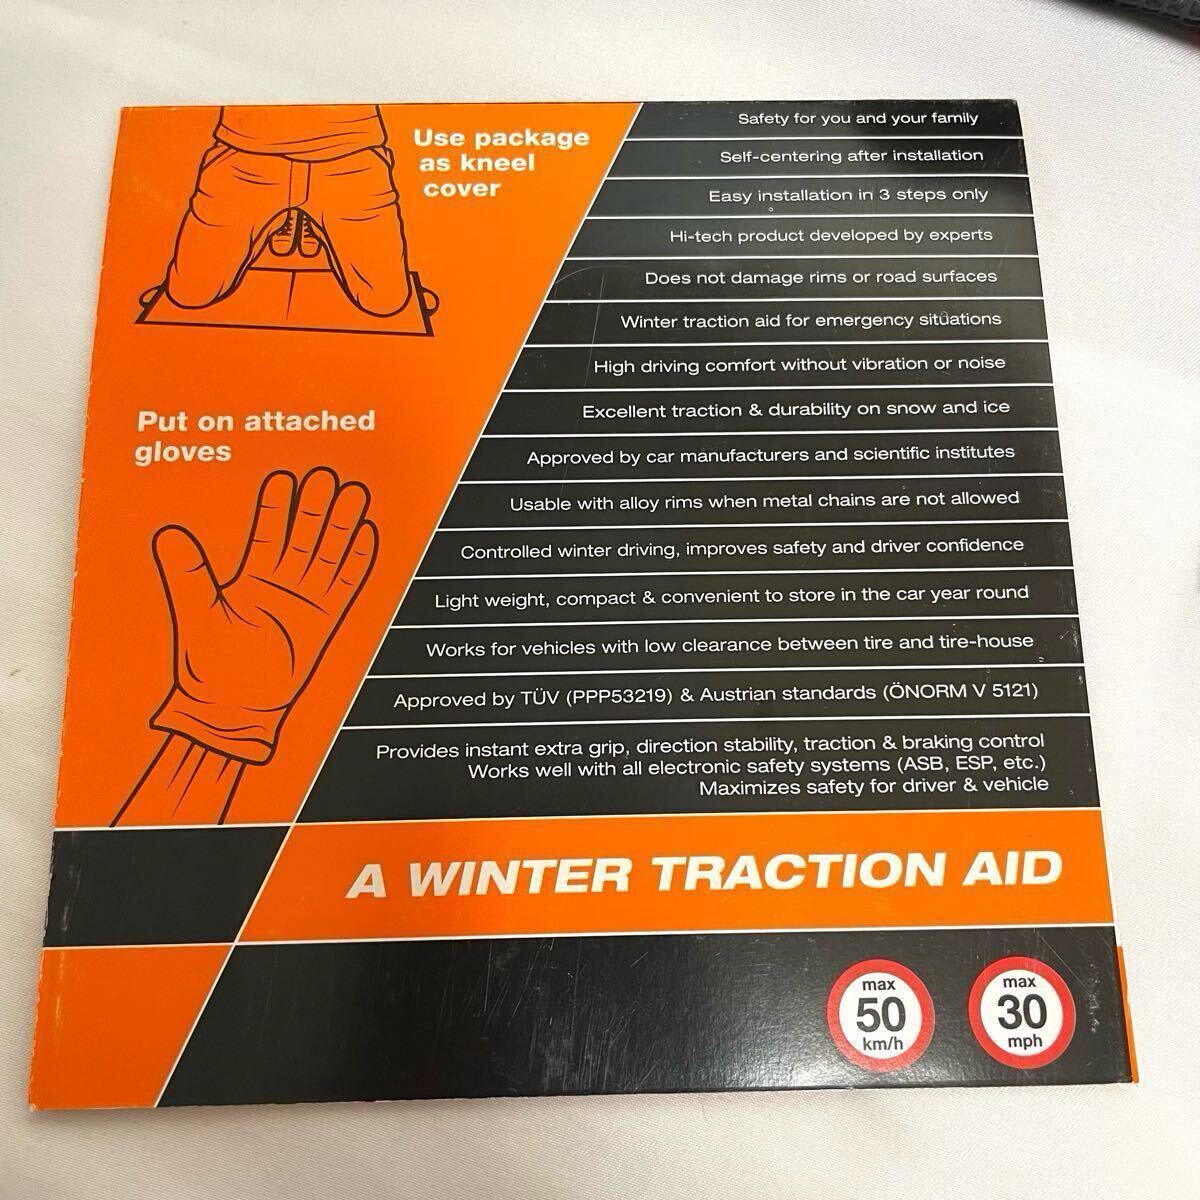 Use package
as kneel
cover
Put on attached
gloves
Safety for you and your family
Self-centering after installation
Easy installation in 3 steps only
Hi-tech product developed by experts
Does not damage rims or road surfaces
Winter traction aid for emergency situations
High driving comfort without vibration or noise
Excellent traction & durability on snow and ice
Approved by car manufacturers and scientific institutes
Usable with alloy rims when metal chains are not allowed
Controlled winter driving, improves safety and driver confidence
Light weight, compact & convenient to store in the car year round
Works for vehicles with low clearance between tire and tire-house
Approved by TÜV (PPP53219) & Austrian standards (ÖNORM V 5121)
Provides instant extra grip, direction stability, traction & braking control
Works well with all electronic safety systems (ASB, ESP, etc.)
Maximizes safety for driver & vehicle
A WINTER TRACTION AID
max
50
km/h
max
30
mph